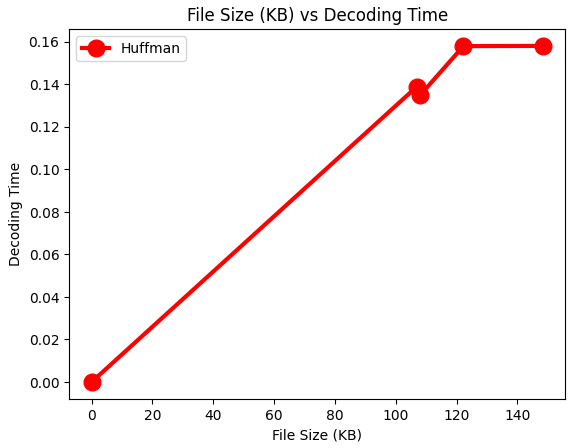 File Size (KB) vs Decoding Time
Huffman
0.16
0.14
0.12
0.10
0.08
0.06
0.04
0.02
0.00
Decoding Time
0 20 40 60 80 100 120 140
File Size (KB)